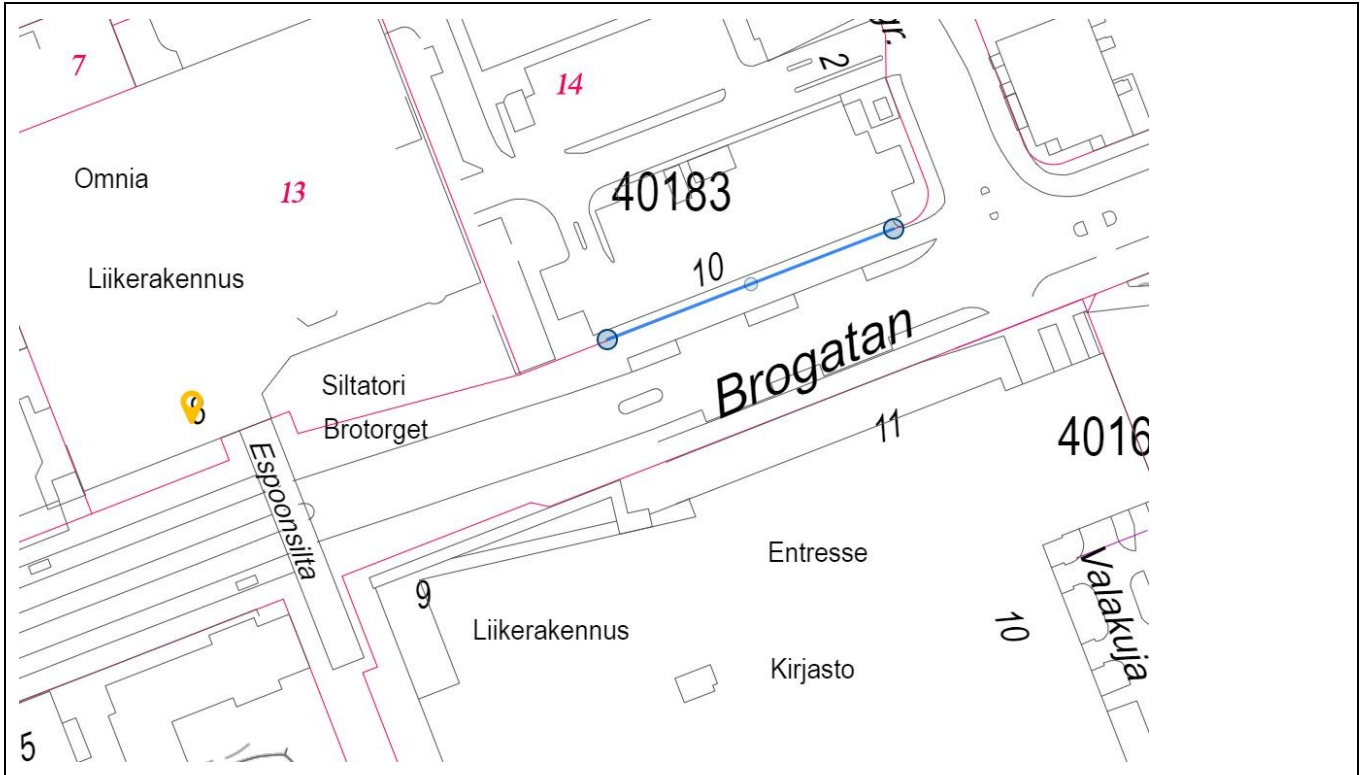 7
14
gr.
2
Omnia
13
40183
Liikerakennus
10
Siltatori
Brotorget
Brogatan
11
4016
Espoonsilta
Entresse
9
Liikerakennus
10
Valakuja
Kirjasto
5